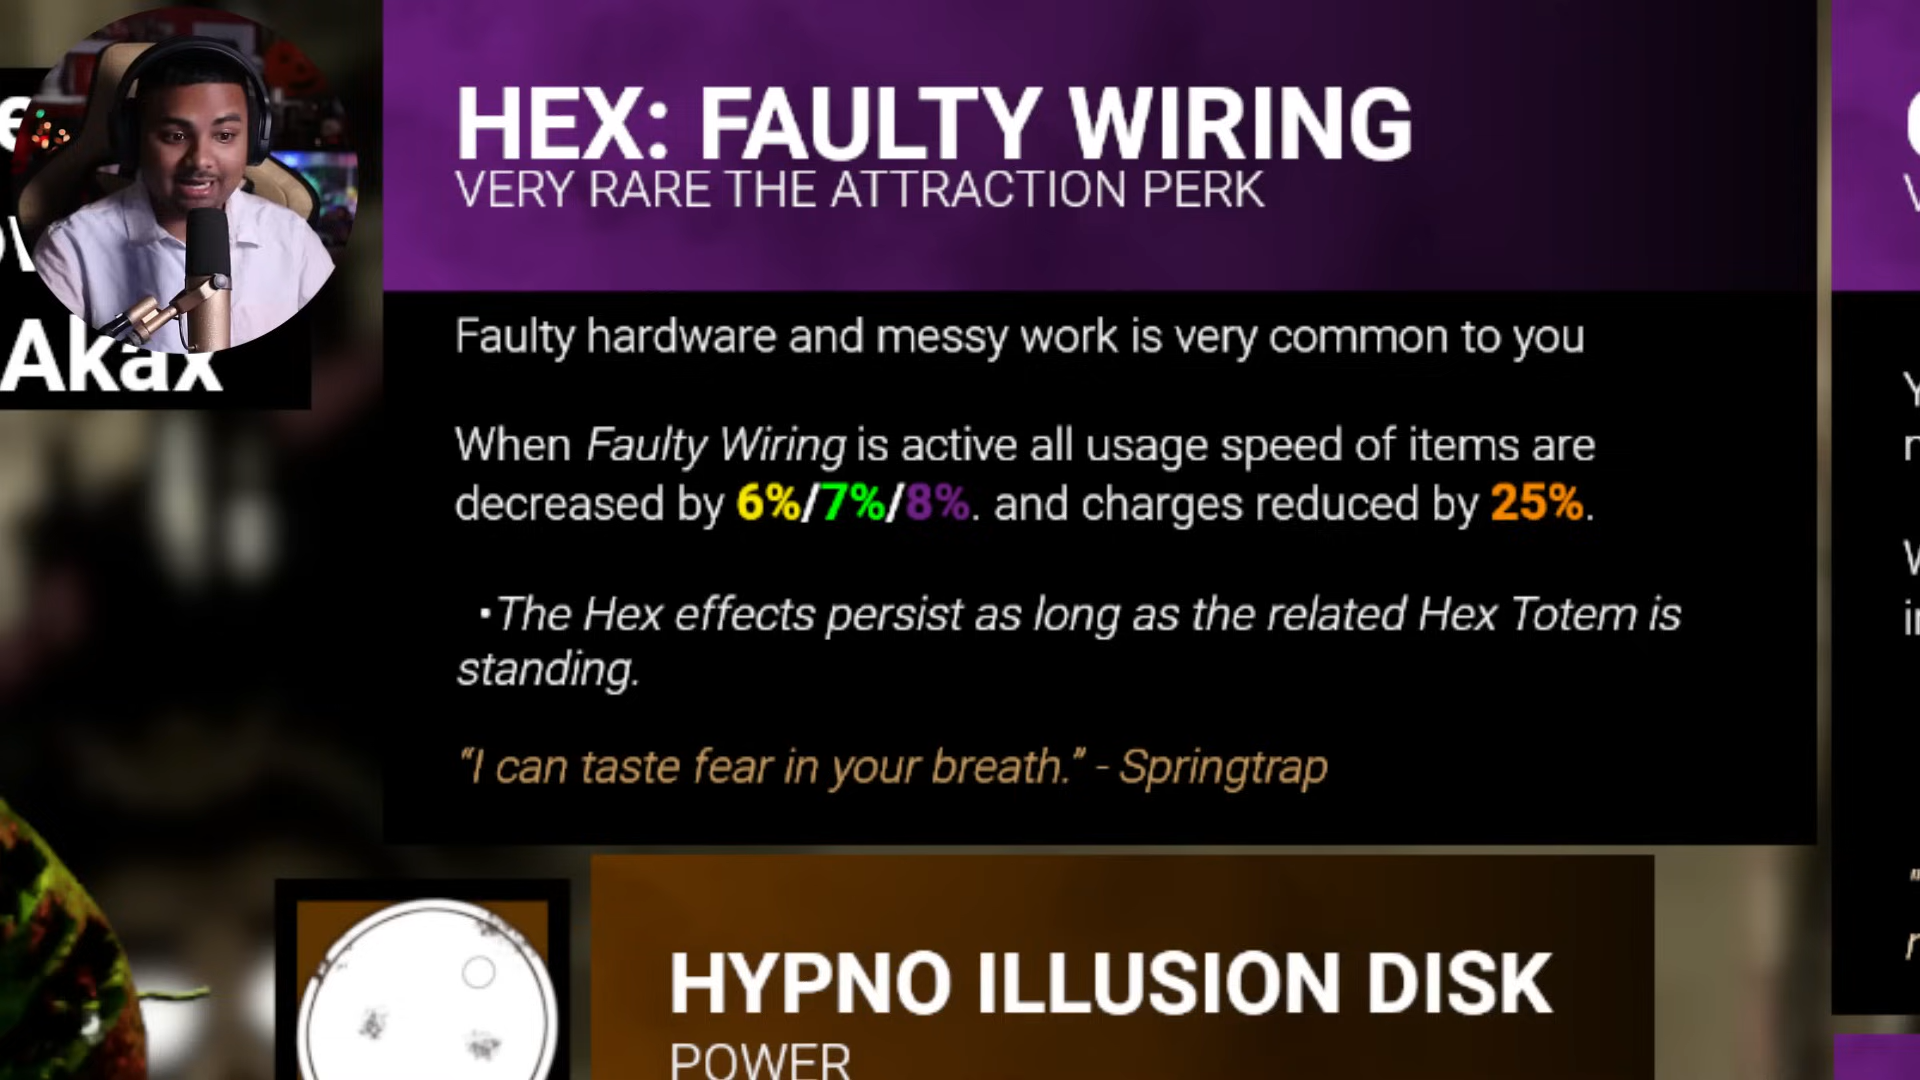 HEX: FAULTY WIRING
VERY RARE THE ATTRACTION PERK
Faulty hardware and messy work is very common to you
When Faulty Wiring is active all usage speed of items are
decreased by 6%/7%/8%. and charges reduced by 25%.
•The Hex effects persist as long as the related Hex Totem is
standing.
“I can taste fear in your breath.” - Springtrap
Akax
HYPNO ILLUSION DISK
POWER